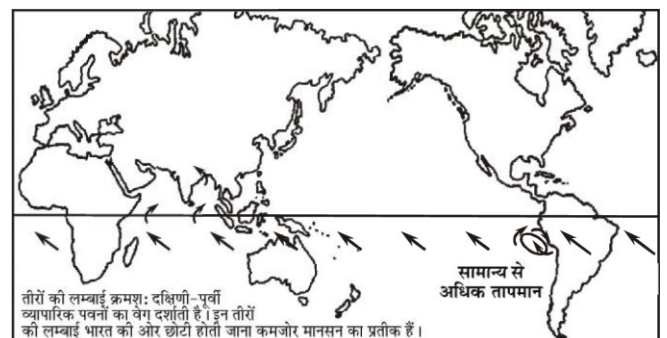 सामान्य से
अधिक तापमान
तीरों की लम्बाई क्रमश: दक्षिणी-पूर्वी
व्यापारिक पवनों का वेग दर्शाती है। इन तीरों
की लम्बाई भारत की ओर छोटी होती जाना कमजोर मानसन का प्रतीक हैं।